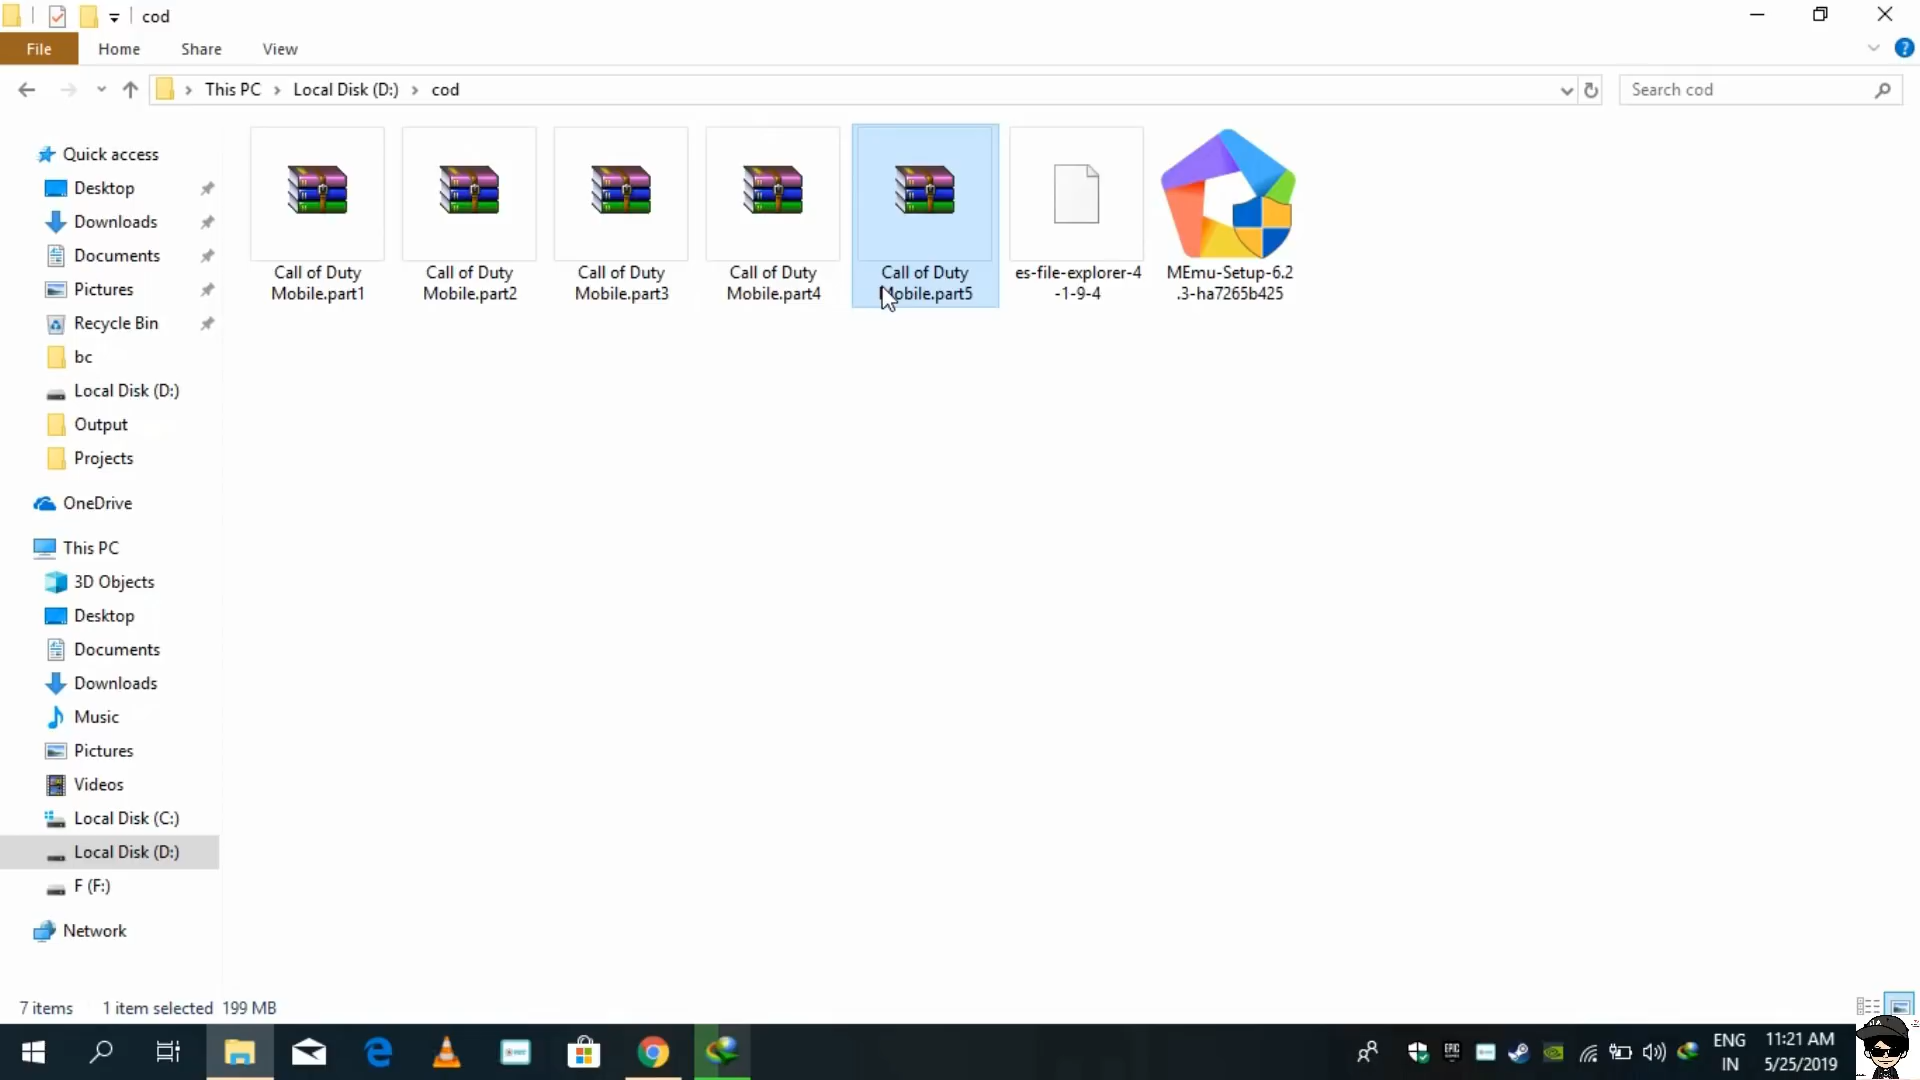 cod
File
Home
Share
View
This PC
Local Disk (D:)
cod
Search cod
Quick access
Desktop
Downloads
Documents
Pictures
Recycle Bin
bc
Local Disk (D:)
Output
Projects
OneDrive
This PC
3D Objects
Desktop
Documents
Downloads
Music
Pictures
Videos
Local Disk (C:)
Local Disk (D:)
F (F:)
Network
Call of Duty
Mobile.part1
Call of Duty
Mobile.part2
Call of Duty
Mobile.part3
Call of Duty
Mobile.part4
Call of Duty
Mobile.part5
es-file-explorer-4
-1-9-4
MEmu-Setup-6.2
.3-ha7265b425
7 items
1 item selected
199 MB
EPIC
ENG
IN
11:21 AM
5/25/2019